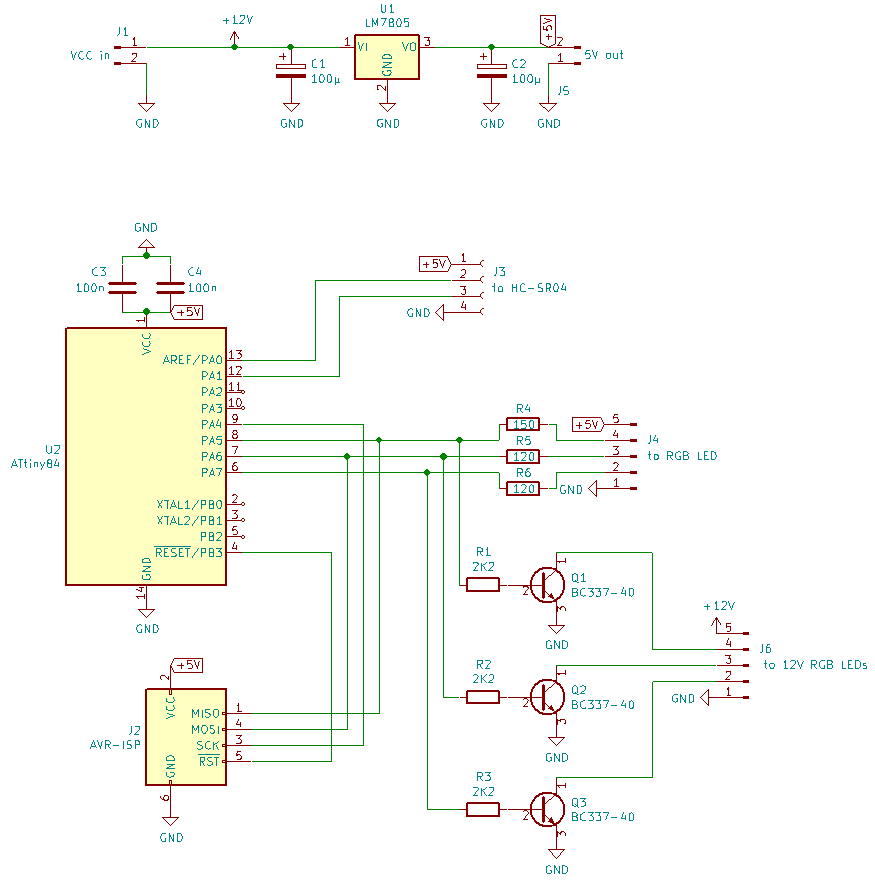 U1
LM7805
+12V
+5V
J1
VCC in
1
2
+
C1
100µ
1
VI
VO
3
GND
2
+
C2
100µ
2
1
5V out
J5
GND
GND
GND
GND
GND
GND
C3
100n
C4
100n
+5V
1
VCC
+5V
1
2
3
4
GND
J3
to HC-SR04
U2
ATtiny84
AREF/PA0
13
PA1
12
PA2
11
PA3
10
PA4
9
PA5
8
PA6
7
PA7
6
XTAL1/PB0
2
XTAL2/PB1
3
PB2
5
RESET/PB3
4
GND
14
GND
R4
150
R5
120
R6
120
+5V
5
4
3
2
1
GND
J4
to RGB LED
R1
2K2
2
1
3
Q1
BC337-40
GND
R2
2K2
2
1
3
Q2
BC337-40
GND
R3
2K2
2
1
3
Q3
BC337-40
GND
+12V
5
4
3
2
1
GND
J6
to 12V RGB LEDs
+5V
2
VCC
J2
AVR-ISP
MISO
1
MOSI
4
SCK
3
RST
5
GND
6
GND